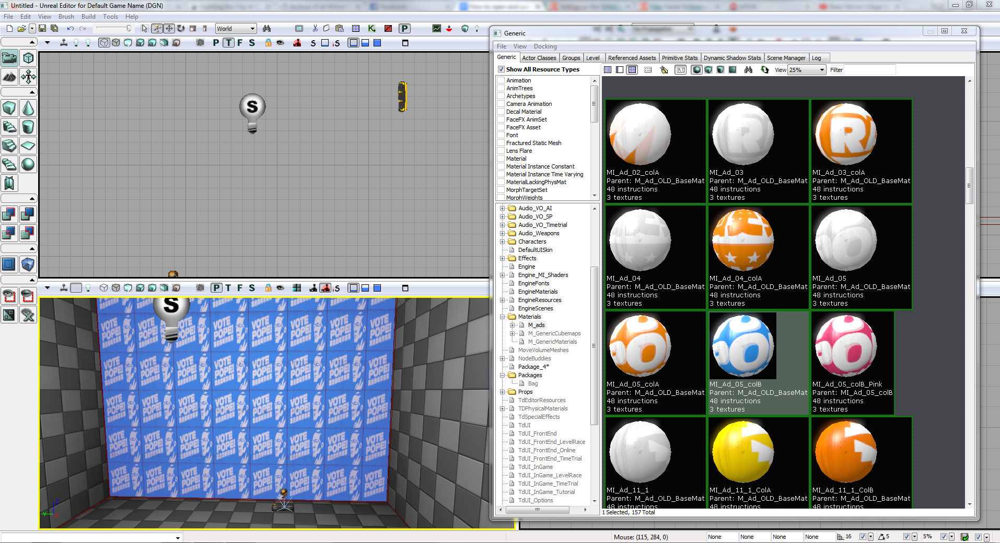 Untitled - Unreal Editor for Default Game Name (DGN)
File Edit View Brush Build Tools Help
World
P T F S
S
S
S
Generic
File View Docking
Generic Actor Classes Groups Level Referenced Assets Primitive Stats Dynamic Shadow Stats Scene Manager Log
Show All Resource Types
RT
View 25% Filter
Animation
AnimTrees
Archetypes
Camera Animation
Decal Material
FaceFX AnimSet
FaceFX Asset
Font
Fractured Static Mesh
Lens Flare
Material
Material Instance Constant
Material Instance Time Varying
MaterialLackingPhysMat
MorphTargetSet
MorphWeights
Audio_VO_AI
Audio_VO_SP
Audio_VO_Timetrial
Audio_Weapons
Characters
DefaultUISkin
Effects
Engine
Engine_MI_Shaders
EngineFonts
EngineMaterials
EngineResources
EngineScenes
Materials
M_ads
M_GenericCubemaps
M_GenericMaterials
MoveVolumeMeshes
NodeBuddies
Package_4*
Packages
Bag
Props
TdEditorResources
TDPhysicalMaterials
TdSpecialEffects
TdUI
TdUI_FrontEnd
TdUI_FrontEnd_LevelRace
TdUI_FrontEnd_Online
TdUI_FrontEnd_TimeTrial
TdUI_InGame
TdUI_InGame_LevelRace
TdUI_InGame_TimeTrial
TdUI_InGame_Tutorial
TdUI_Options
MI_Ad_02_colA
Parent: M_Ad_OLD_BaseMat
48 instructions
3 textures
MI_Ad_03
Parent: M_Ad_OLD_BaseMat
48 instructions
3 textures
MI_Ad_03_colA
Parent: M_Ad_OLD_BaseMat
48 instructions
3 textures
MI_Ad_04
Parent: M_Ad_OLD_BaseMat
48 instructions
3 textures
MI_Ad_04_colA
Parent: M_Ad_OLD_BaseMat
48 instructions
3 textures
MI_Ad_05
Parent: M_Ad_OLD_BaseMat
48 instructions
3 textures
MI_Ad_05_colA
Parent: M_Ad_OLD_BaseMat
48 instructions
3 textures
MI_Ad_05_colB
Parent: M_Ad_OLD_BaseMat
48 instructions
3 textures
MI_Ad_05_colB_Pink
Parent: MI_Ad_05_colB
48 instructions
3 textures
MI_Ad_11_1
Parent: M_Ad_OLD_BaseMat
48 instructions
MI_Ad_11_1_ColA
Parent: M_Ad_OLD_BaseMat
48 instructions
MI_Ad_11_1_ColB
Parent: M_Ad_OLD_BaseMat
48 instructions
1 Selected, 157 Total
P T F S
S
S
VOTE POPE!
Mouse: (115, 284, 0)
None None None None 16 5 5%